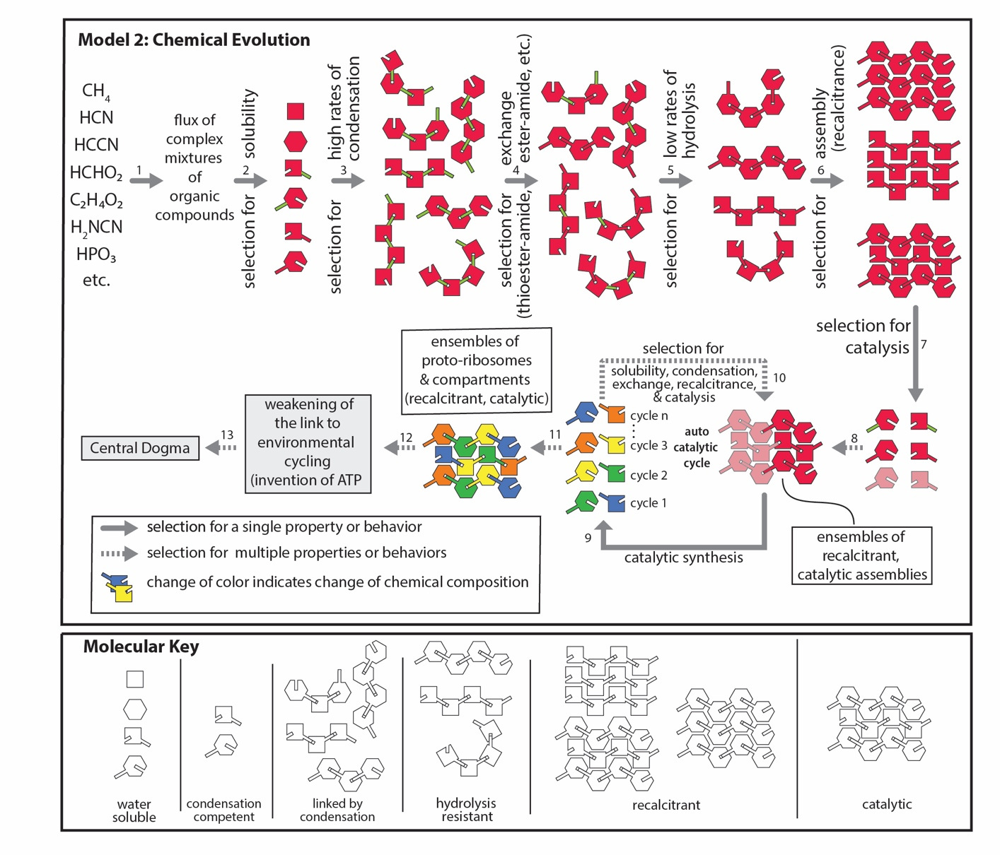 Model 2: Chemical Evolution
CH4
HCN
HCCN
HCHO₂
C₂H₄O₂
H2NCN
HPO₃
etc.
1
flux of
complex
mixtures
of
organic
compounds
2
selection for solubility
3
selection for high rates of
condensation
4
selection for exchange
(thioester-amide, ester-amide, etc.)
5
selection for low rates of
hydrolysis
6
selection for assembly
(recalcitrance)
selection for
catalysis
7
8
ensembles of
recalcitrant,
catalytic assemblies
auto
catalytic
cycle
9
catalytic synthesis
selection for
solubility, condensation,
exchange, recalcitrance,
& catalysis
10
cycle n
⋮
cycle 3
cycle 2
cycle 1
11
ensembles of
proto-ribosomes
& compartments
(recalcitrant, catalytic)
12
weakening of
the link to
environmental
cycling
(invention of ATP
13
Central Dogma
selection for a single property or behavior
selection for multiple properties or behaviors
change of color indicates change of chemical composition
Molecular Key
water
soluble
condensation
competent
linked by
condensation
hydrolysis
resistant
recalcitrant
catalytic